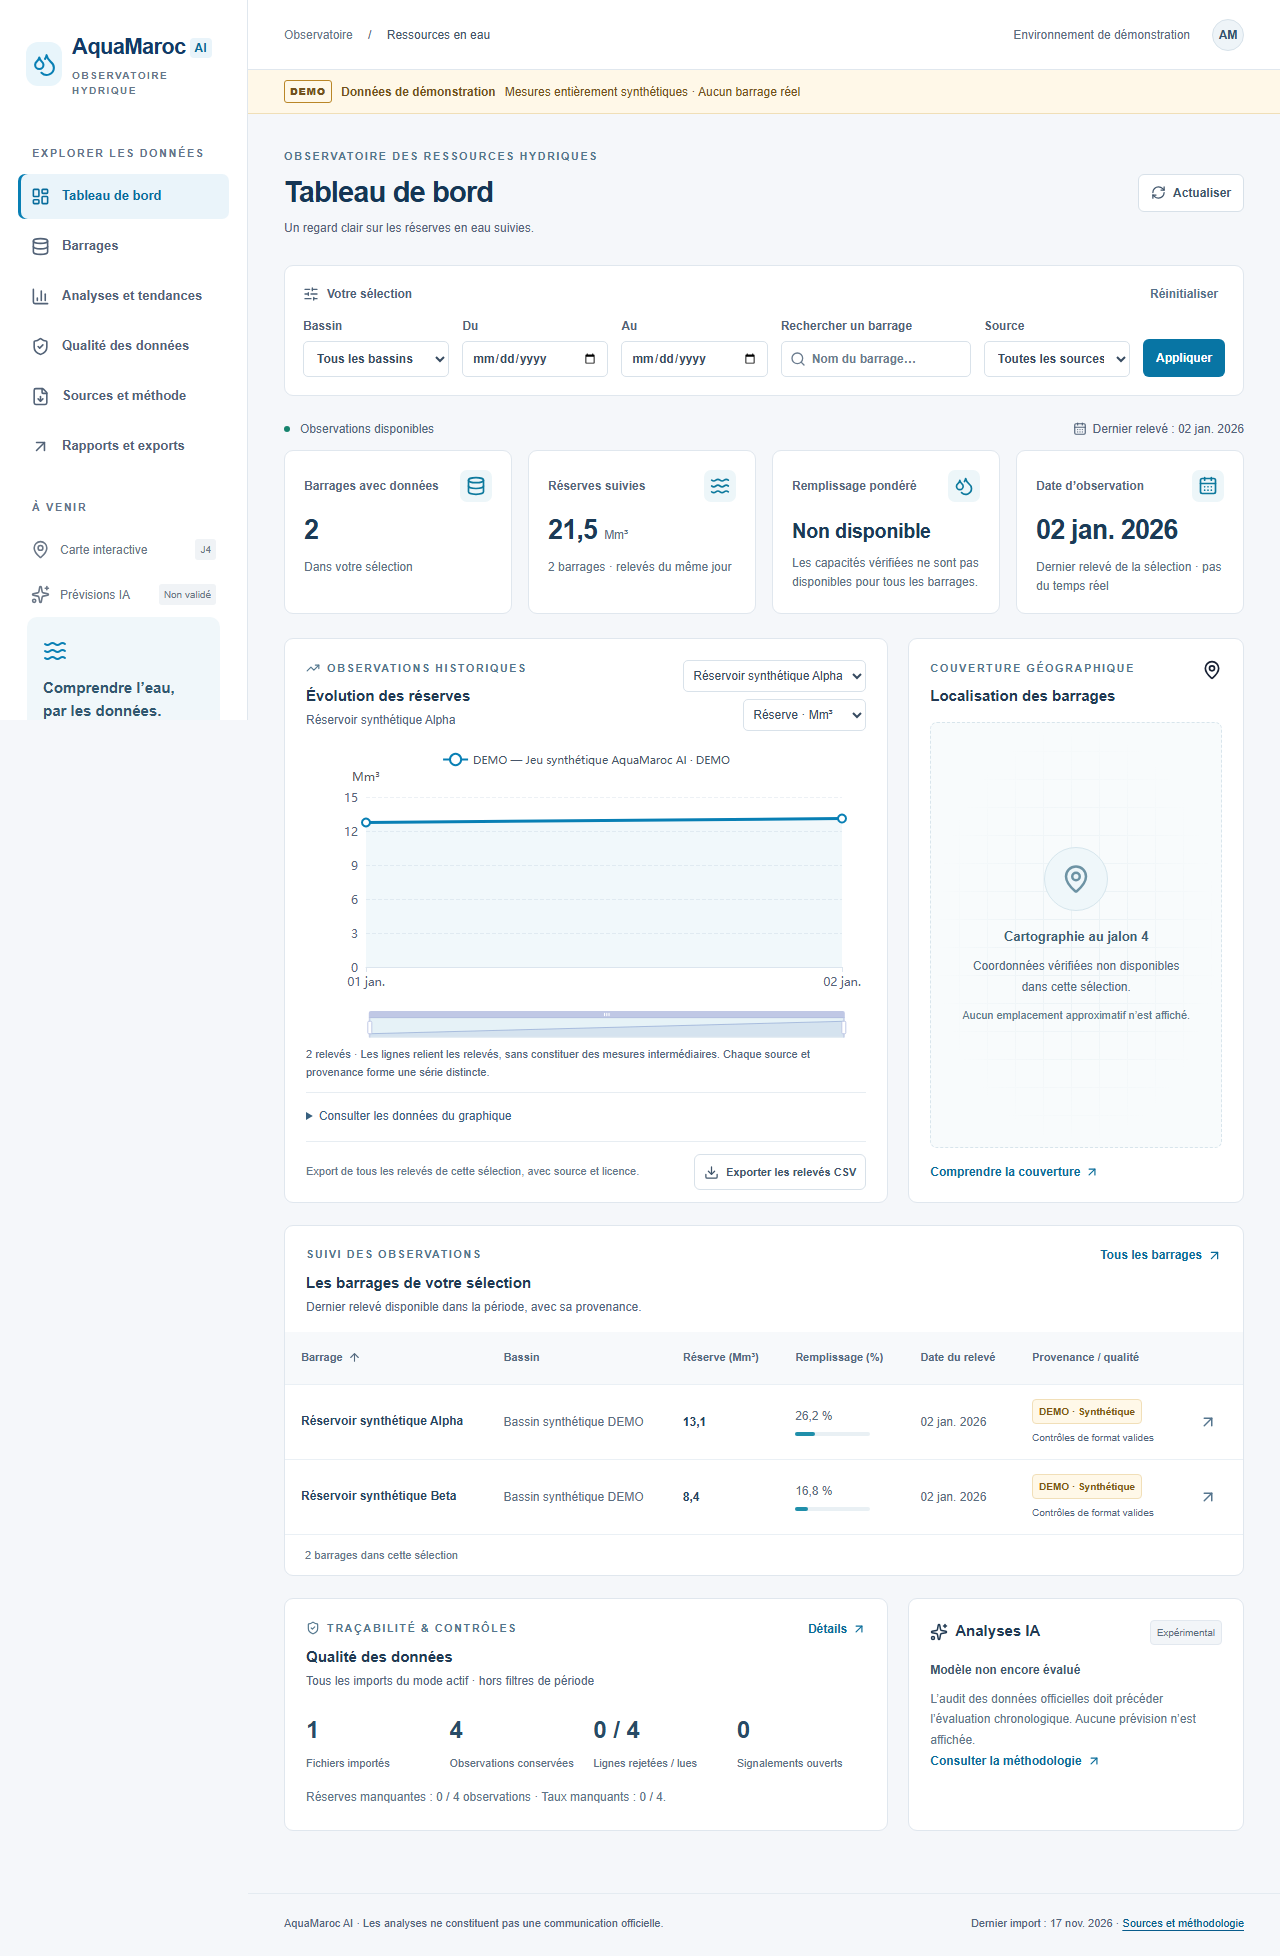 AquaMaroc AI
OBSERVATOIRE
HYDRIQUE
EXPLORER LES DONNÉES
Tableau de bord
Barrages
Analyses et tendances
Qualité des données
Sources et méthode
Rapports et exports
À VENIR
Carte interactive J4
Prévisions IA Non validé
Comprendre l’eau,
par les données.
Observatoire / Ressources en eau
Environnement de démonstration AM
DEMO Données de démonstration Mesures entièrement synthétiques · Aucun barrage réel
OBSERVATOIRE DES RESSOURCES HYDRIQUES
Tableau de bord
Actualiser
Un regard clair sur les réserves en eau suivies.
Votre sélection Réinitialiser
Bassin Du Au Rechercher un barrage Source
Tous les bassins mm/dd/yyyy mm/dd/yyyy Nom du barrage… Toutes les sources Appliquer
Observations disponibles Dernier relevé : 02 jan. 2026
Barrages avec données
2
Dans votre sélection
Réserves suivies
21,5 Mm³
2 barrages · relevés du même jour
Remplissage pondéré
Non disponible
Les capacités vérifiées ne sont pas
disponibles pour tous les barrages.
Date d’observation
02 jan. 2026
Dernier relevé de la sélection · pas
du temps réel
OBSERVATIONS HISTORIQUES
Évolution des réserves
Réservoir synthétique Alpha
Réservoir synthétique Alpha
Réserve · Mm³
DEMO — Jeu synthétique AquaMaroc AI · DEMO
Mm³
15
12
9
6
3
0
01 jan. 02 jan.
2 relevés · Les lignes relient les relevés, sans constituer des mesures intermédiaires. Chaque source et
provenance forme une série distincte.
Consulter les données du graphique
Export de tous les relevés de cette sélection, avec source et licence.
Exporter les relevés CSV
COUVERTURE GÉOGRAPHIQUE
Localisation des barrages
Cartographie au jalon 4
Coordonnées vérifiées non disponibles
dans cette sélection.
Aucun emplacement approximatif n’est affiché.
Comprendre la couverture
SUIVI DES OBSERVATIONS
Tous les barrages
Les barrages de votre sélection
Dernier relevé disponible dans la période, avec sa provenance.
Barrage Bassin Réserve (Mm³) Remplissage (%) Date du relevé Provenance / qualité
Réservoir synthétique Alpha Bassin synthétique DEMO 13,1 26,2 % 02 jan. 2026 DEMO · Synthétique
Contrôles de format valides
Réservoir synthétique Beta Bassin synthétique DEMO 8,4 16,8 % 02 jan. 2026 DEMO · Synthétique
Contrôles de format valides
2 barrages dans cette sélection
TRAÇABILITÉ & CONTRÔLES
Détails
Qualité des données
Tous les imports du mode actif · hors filtres de période
1 4 0 / 4 0
Fichiers importés Observations conservées Lignes rejetées / lues Signalements ouverts
Réserves manquantes : 0 / 4 observations · Taux manquants : 0 / 4.
Analyses IA Expérimental
Modèle non encore évalué
L’audit des données officielles doit précéder
l’évaluation chronologique. Aucune prévision n’est
affichée.
Consulter la méthodologie
AquaMaroc AI · Les analyses ne constituent pas une communication officielle.
Dernier import : 17 nov. 2026 · Sources et méthodologie